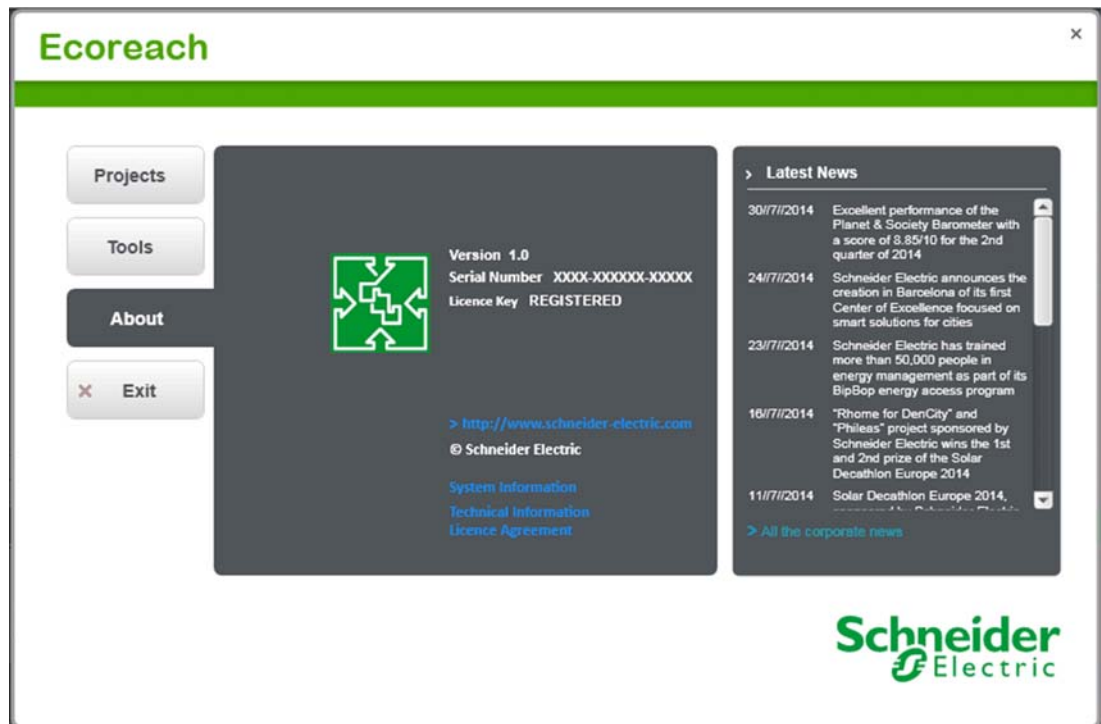 Ecoreach
×
Projects
Tools
About
× Exit
Version 1.0
Serial Number XXXX-XXXXXX-XXXXX
Licence Key REGISTERED
> http://www.schneider-electric.com
© Schneider Electric
System Information
Technical Information
Licence Agreement
> Latest News
30//7//2014 Excellent performance of the
Planet & Society Barometer with
a score of 8.85/10 for the 2nd
quarter of 2014
24//7//2014 Schneider Electric announces the
creation in Barcelona of its first
Center of Excellence focused on
smart solutions for cities
23//7//2014 Schneider Electric has trained
more than 50,000 people in
energy management as part of its
BipBop energy access program
16//7//2014 "Rhome for DenCity" and
"Phileas" project sponsored by
Schneider Electric wins the 1st
and 2nd prize of the Solar
Decathlon Europe 2014
11//7//2014 Solar Decathlon Europe 2014,
> All the corporate news
Schneider
Electric